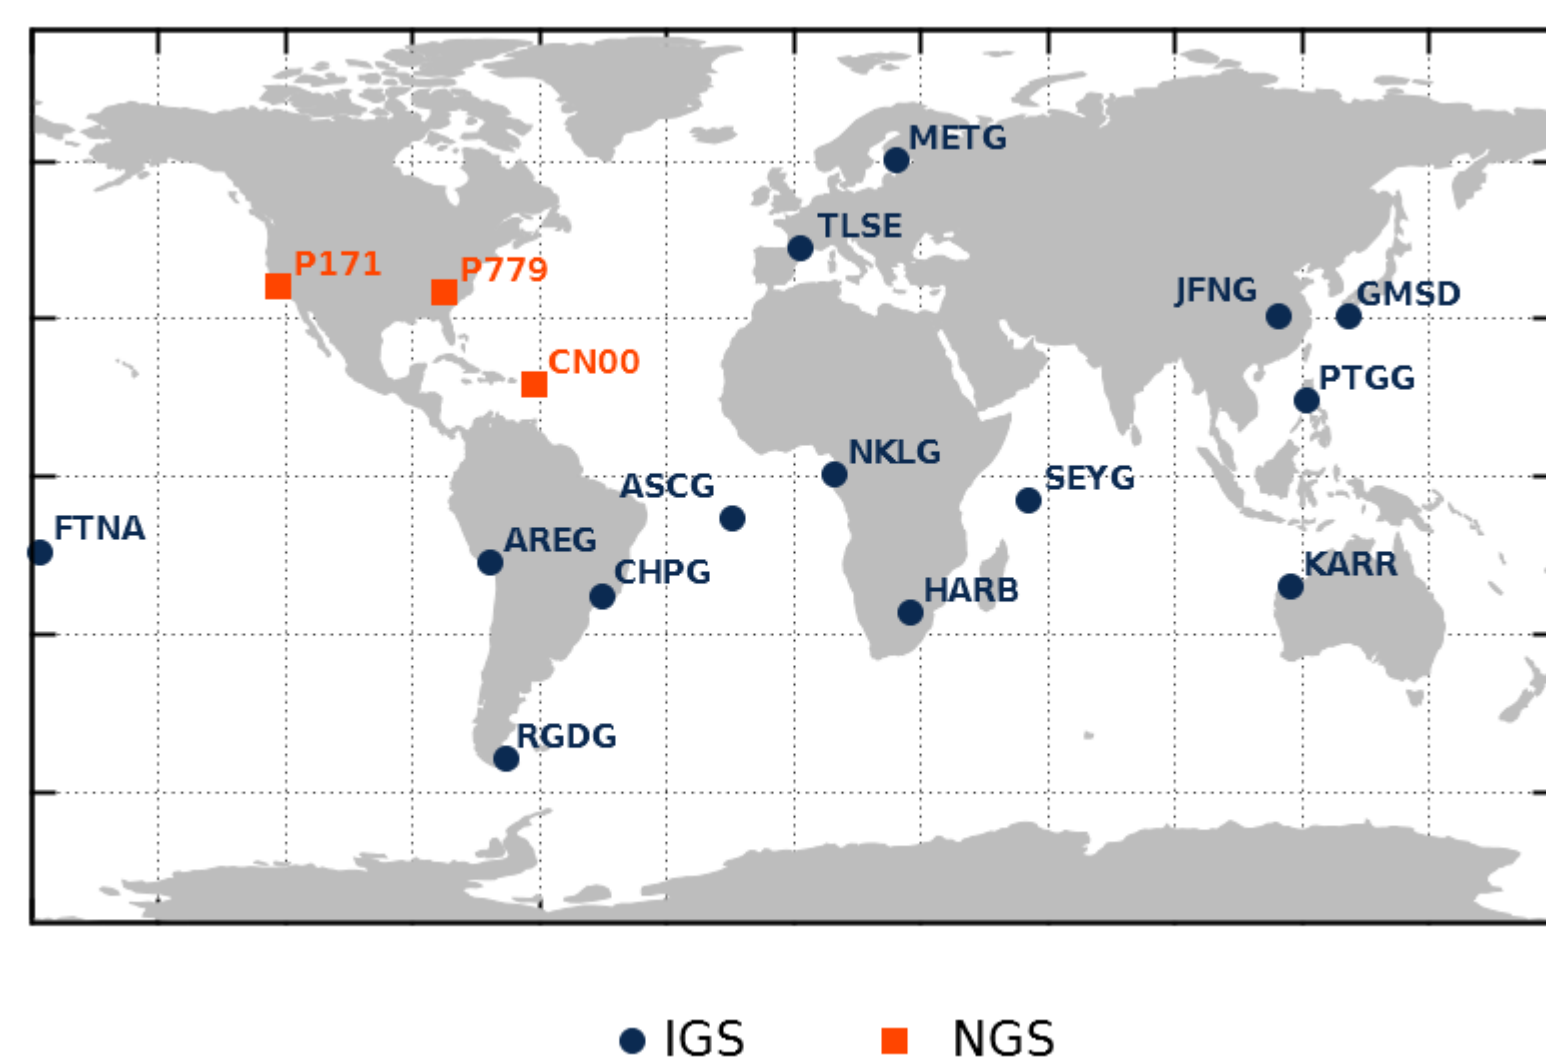 METG
TLSE
P171
P779
JFNG
GMSD
CN00
PTGG
NKLG
ASCG
SEYG
FTNA
AREG
CHPG
KARR
HARB
RGDG
IGS
NGS